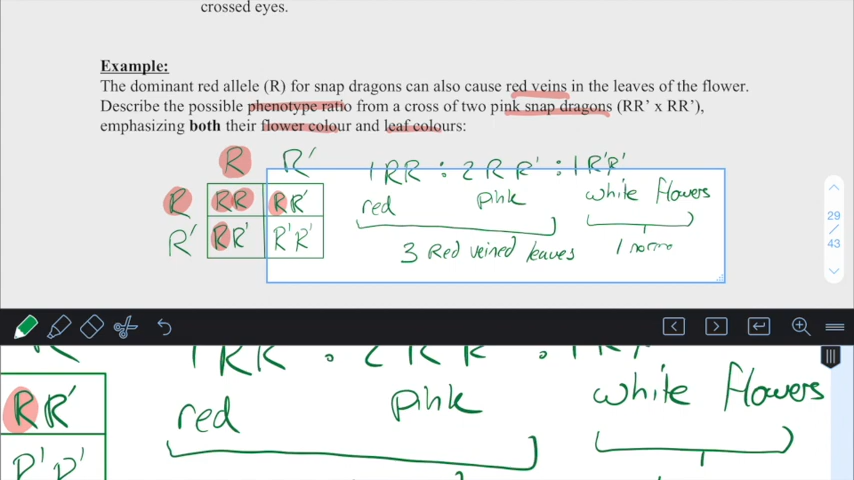 crossed eyes.
Example:
The dominant red allele (R) for snap dragons can also cause red veins in the leaves of the flower.
Describe the possible phenotype ratio from a cross of two pink snap dragons (RR’ x RR’),
emphasizing both their flower colour and leaf colours:
R R'
R RR RR'
R' RR' R'R'
1RR : 2RR' : 1R'R'
red pink white flowers
3 Red veined leaves
29
/
43
RR'
R'R'
red pink white flowers